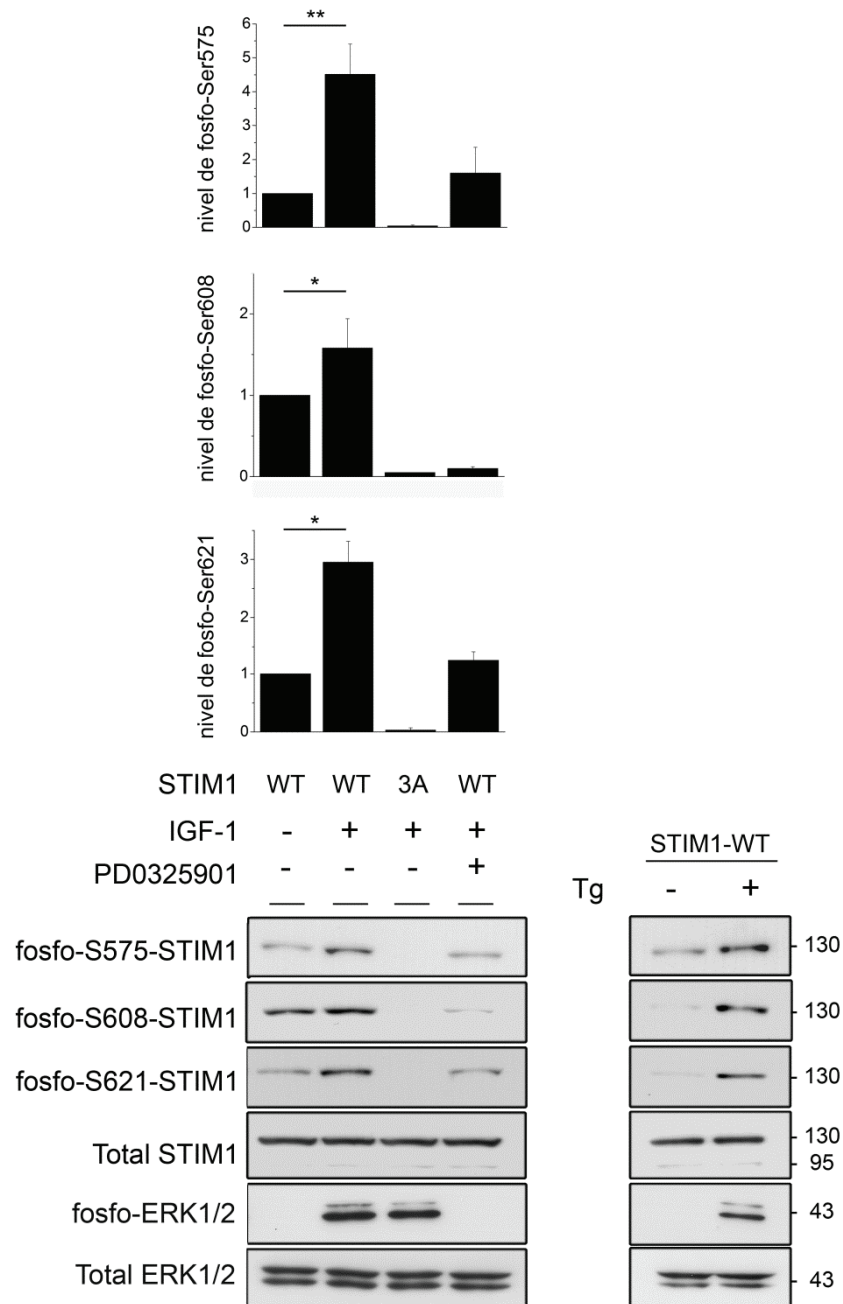 **
nivel de fosfo-Ser575
6
5
4
3
2
1
0
*
nivel de fosfo-Ser608
2
1
0
*
nivel de fosfo-Ser621
3
2
1
0
STIM1 WT WT 3A WT
IGF-1 - + + +
PD0325901 - - - +
STIM1-WT
Tg - +
fosfo-S575-STIM1 130
fosfo-S608-STIM1 130
fosfo-S621-STIM1 130
Total STIM1 130
95
fosfo-ERK1/2 43
Total ERK1/2 43